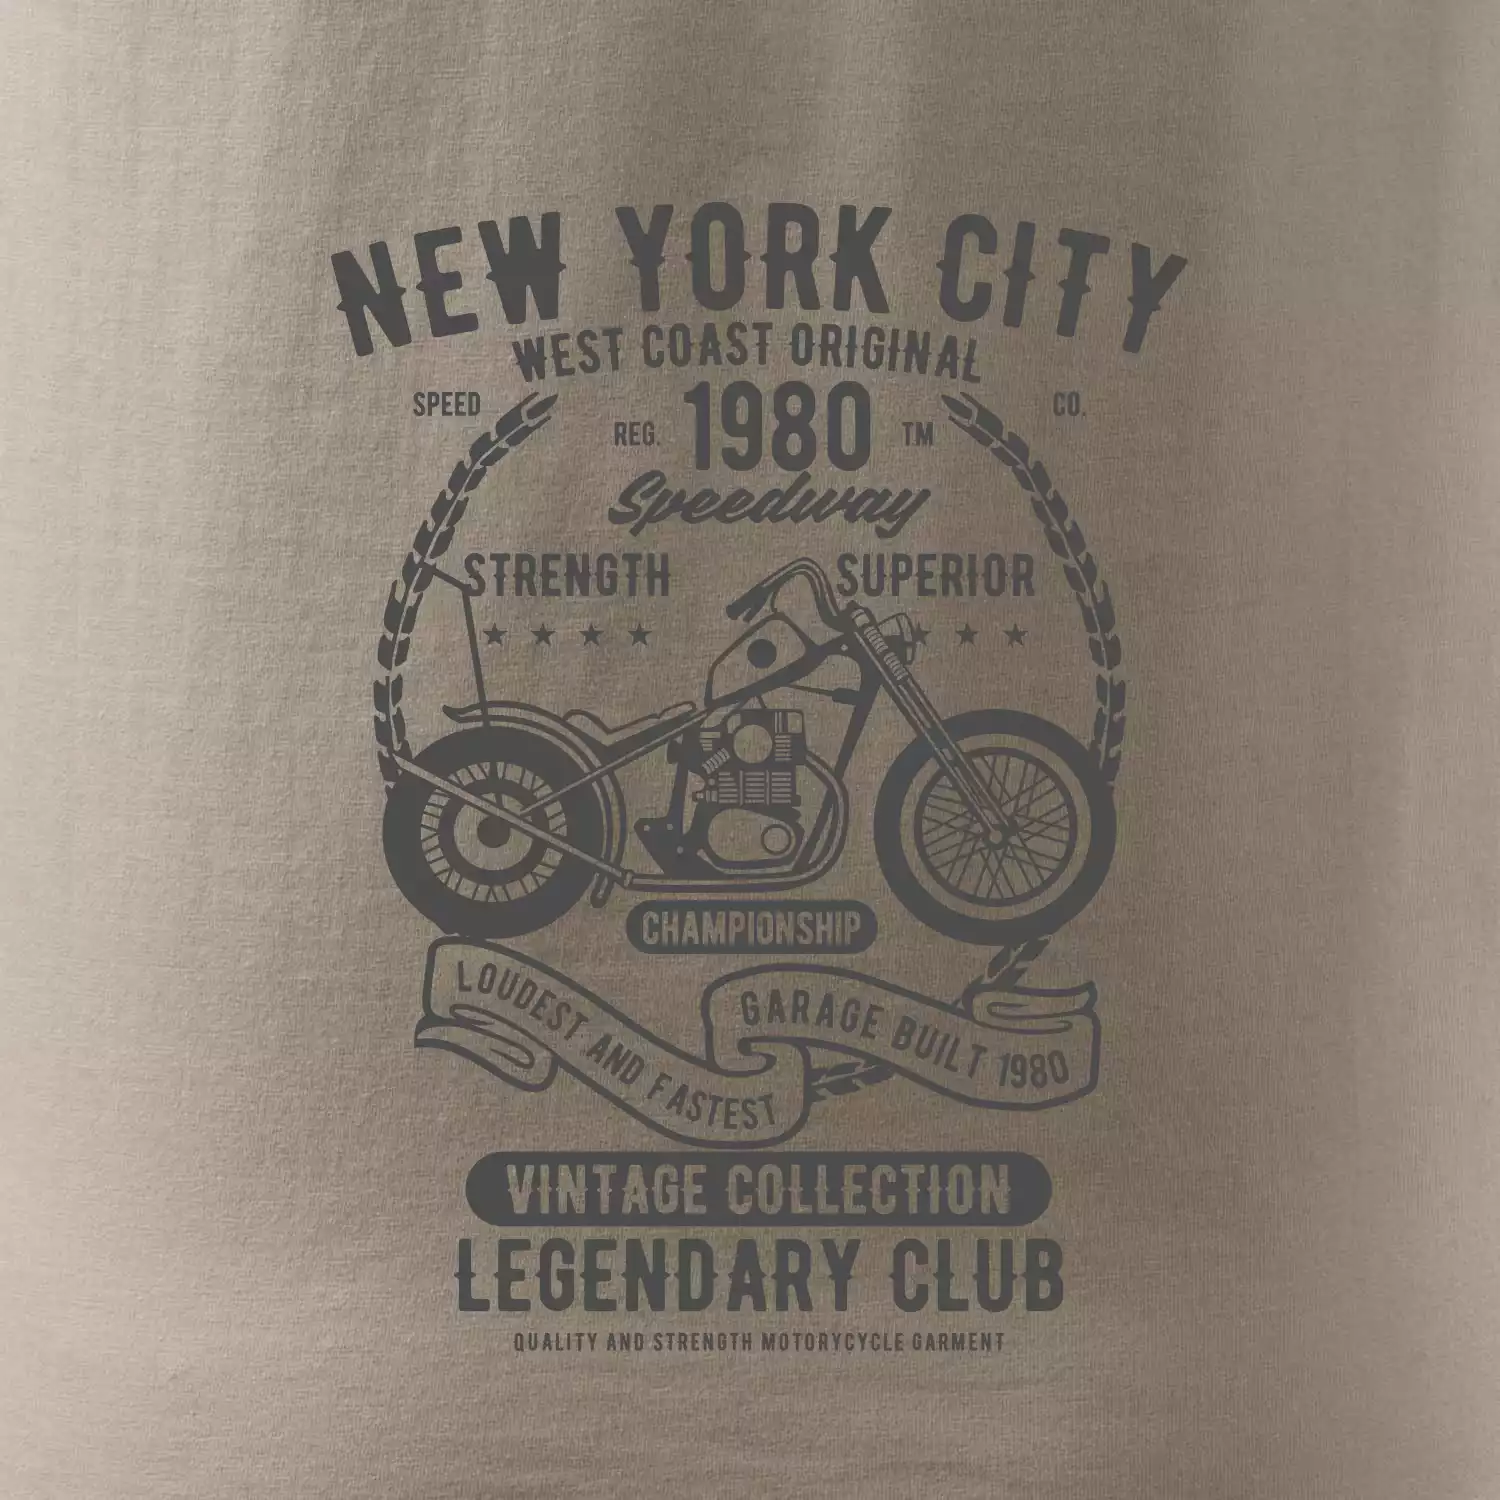 NEW YORK CITY
WEST COAST ORIGINAL
SPEED
CO.
REG. 1980 TM
Speedway
STRENGTH SUPERIOR
CHAMPIONSHIP
LOUDEST AND FASTEST
GARAGE BUILT 1980
VINTAGE COLLECTION
LEGENDARY CLUB
QUALITY AND STRENGTH MOTORYCYCLE GARMENT